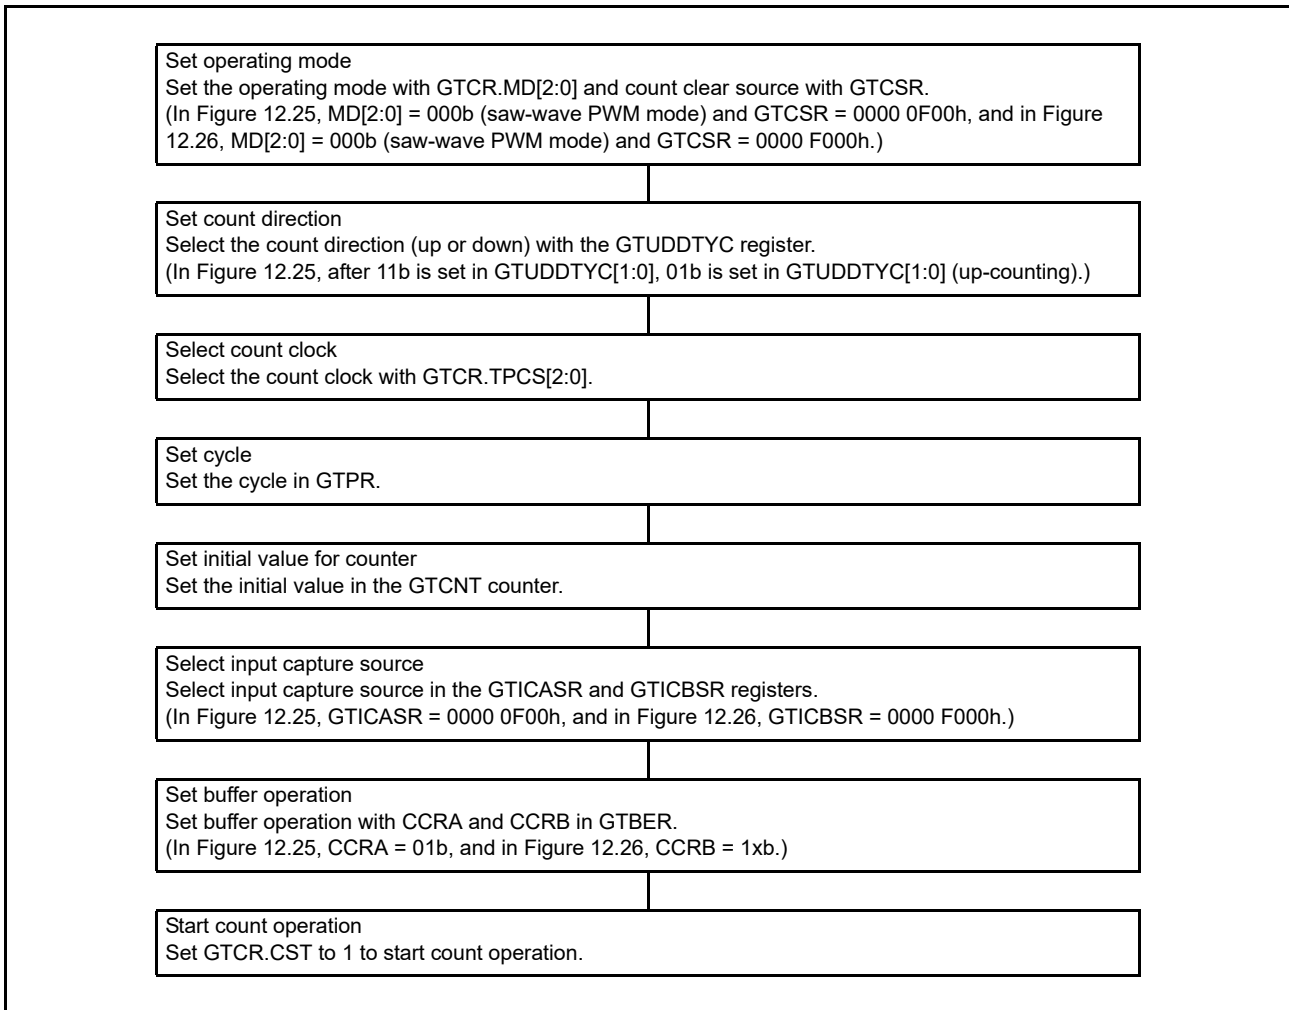 Set operating mode
Set the operating mode with GTCR.MD[2:0] and count clear source with GTCSR.
(In Figure 12.25, MD[2:0] = 000b (saw-wave PWM mode) and GTCSR = 0000 0F00h, and in Figure
12.26, MD[2:0] = 000b (saw-wave PWM mode) and GTCSR = 0000 F000h.)
Set count direction
Select the count direction (up or down) with the GTUDDTYC register.
(In Figure 12.25, after 11b is set in GTUDDTYC[1:0], 01b is set in GTUDDTYC[1:0] (up-counting).)
Select count clock
Select the count clock with GTCR.TPCS[2:0].
Set cycle
Set the cycle in GTPR.
Set initial value for counter
Set the initial value in the GTCNT counter.
Select input capture source
Select input capture source in the GTICASR and GTICBSR registers.
(In Figure 12.25, GTICASR = 0000 0F00h, and in Figure 12.26, GTICBSR = 0000 F000h.)
Set buffer operation
Set buffer operation with CCRA and CCRB in GTBER.
(In Figure 12.25, CCRA = 01b, and in Figure 12.26, CCRB = 1xb.)
Start count operation
Set GTCR.CST to 1 to start count operation.